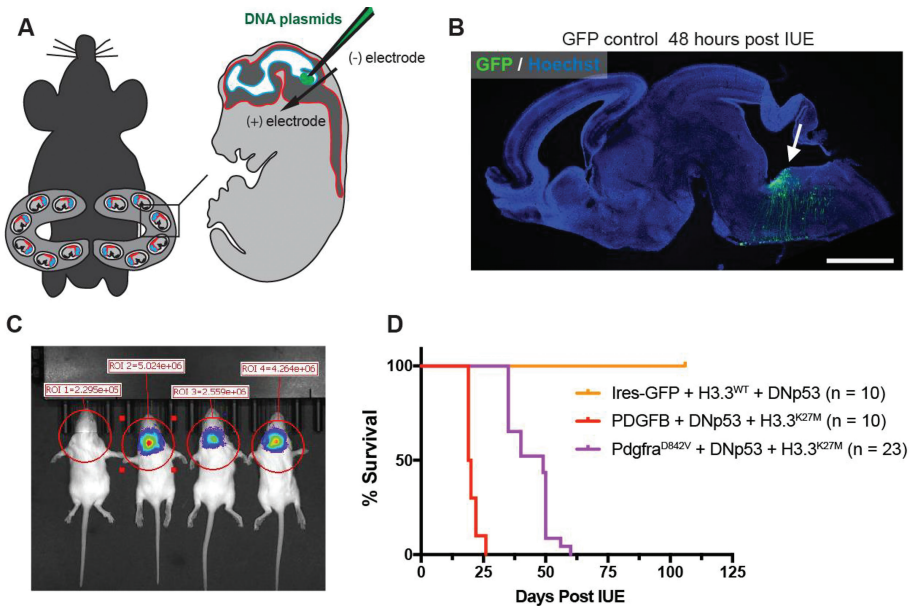 A
DNA plasmids
(-) electrode
(+) electrode
B
GFP control 48 hours post IUE
GFP / Hoechst
C
ROI 1=2.295e+05
ROI 2=5.024e+06
ROI 3=2.559e+06
ROI 4=4.264e+06
D
% Survival
100
50
0
0
25
50
75
100
125
Days Post IUE
Ires-GFP + H3.3WT + DNp53 (n = 10)
PDGFB + DNp53 + H3.3K27M (n = 10)
PdgfraD842V + DNp53 + H3.3K27M (n = 23)